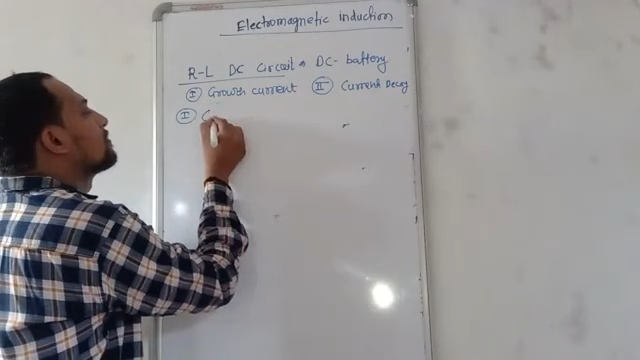 Electromagnetic induction
R-L DC Circuit DC- battery
I Growth current II Current Decay
I G